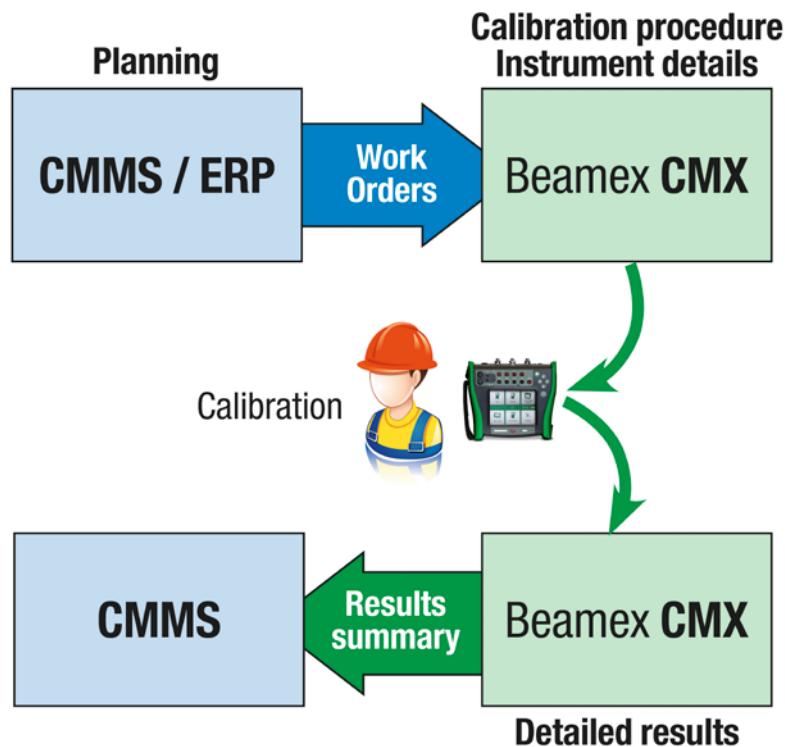 Calibration procedure
Planning
Instrument details
CMMS / ERP
Work
Orders
Beamex CMX
Calibration
CMMS
Results
summary
Beamex CMX
Detailed results